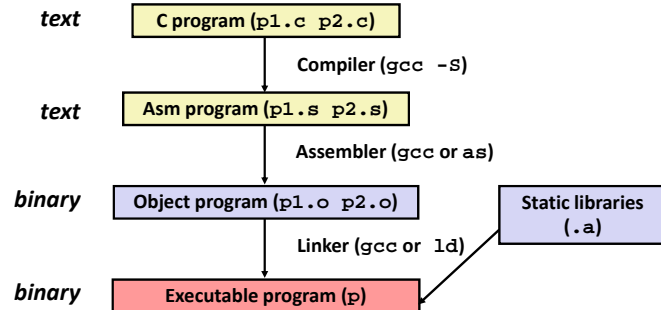 text
C program (p1.c p2.c)
Compiler (gcc -S)
text
Asm program (p1.s p2.s)
Assembler (gcc or as)
binary
Object program (p1.o p2.o)
Static libraries
(.a)
Linker (gcc or ld)
binary
Executable program (p)